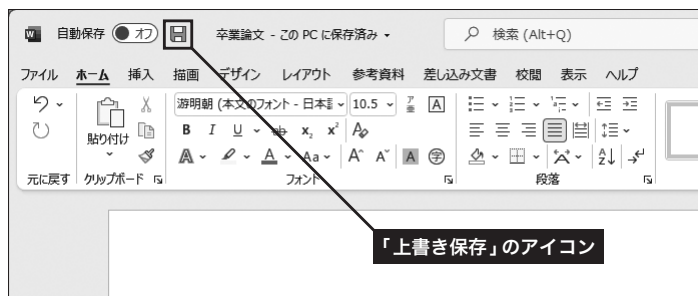 自動保存 オフ 卒業論文 - この PC に保存済み 検索 (Alt+Q)
ファイル ホーム 挿入 描画 デザイン レイアウト 参考資料 差し込み文書 校閲 表示 ヘルプ
貼り付け
游明朝 (本文のフォント - 日本 10.5 ア亜 A
B I U ab x₂ x² A
A A Aa A A A 字
A Z
元に戻す クリップボード フォント 段落
「上書き保存」のアイコン